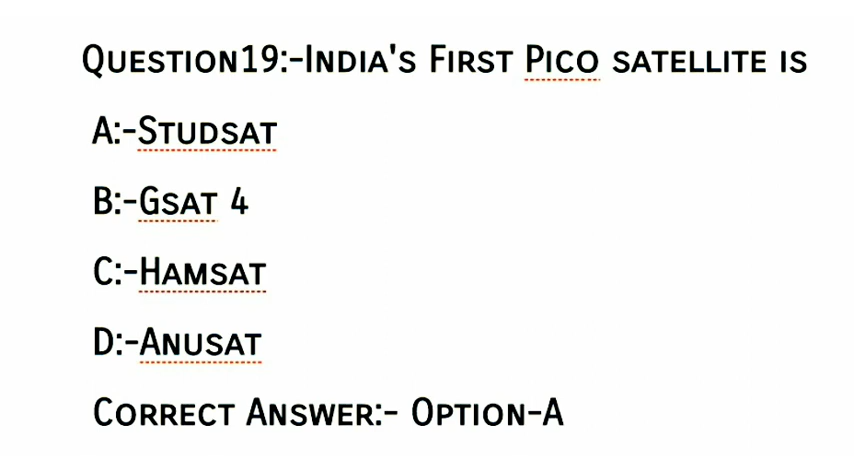 Question19:-India's First Pico satellite is
A:-Studsat
B:-Gsat 4
C:-Hamsat
D:-Anusat
Correct Answer:- Option-A